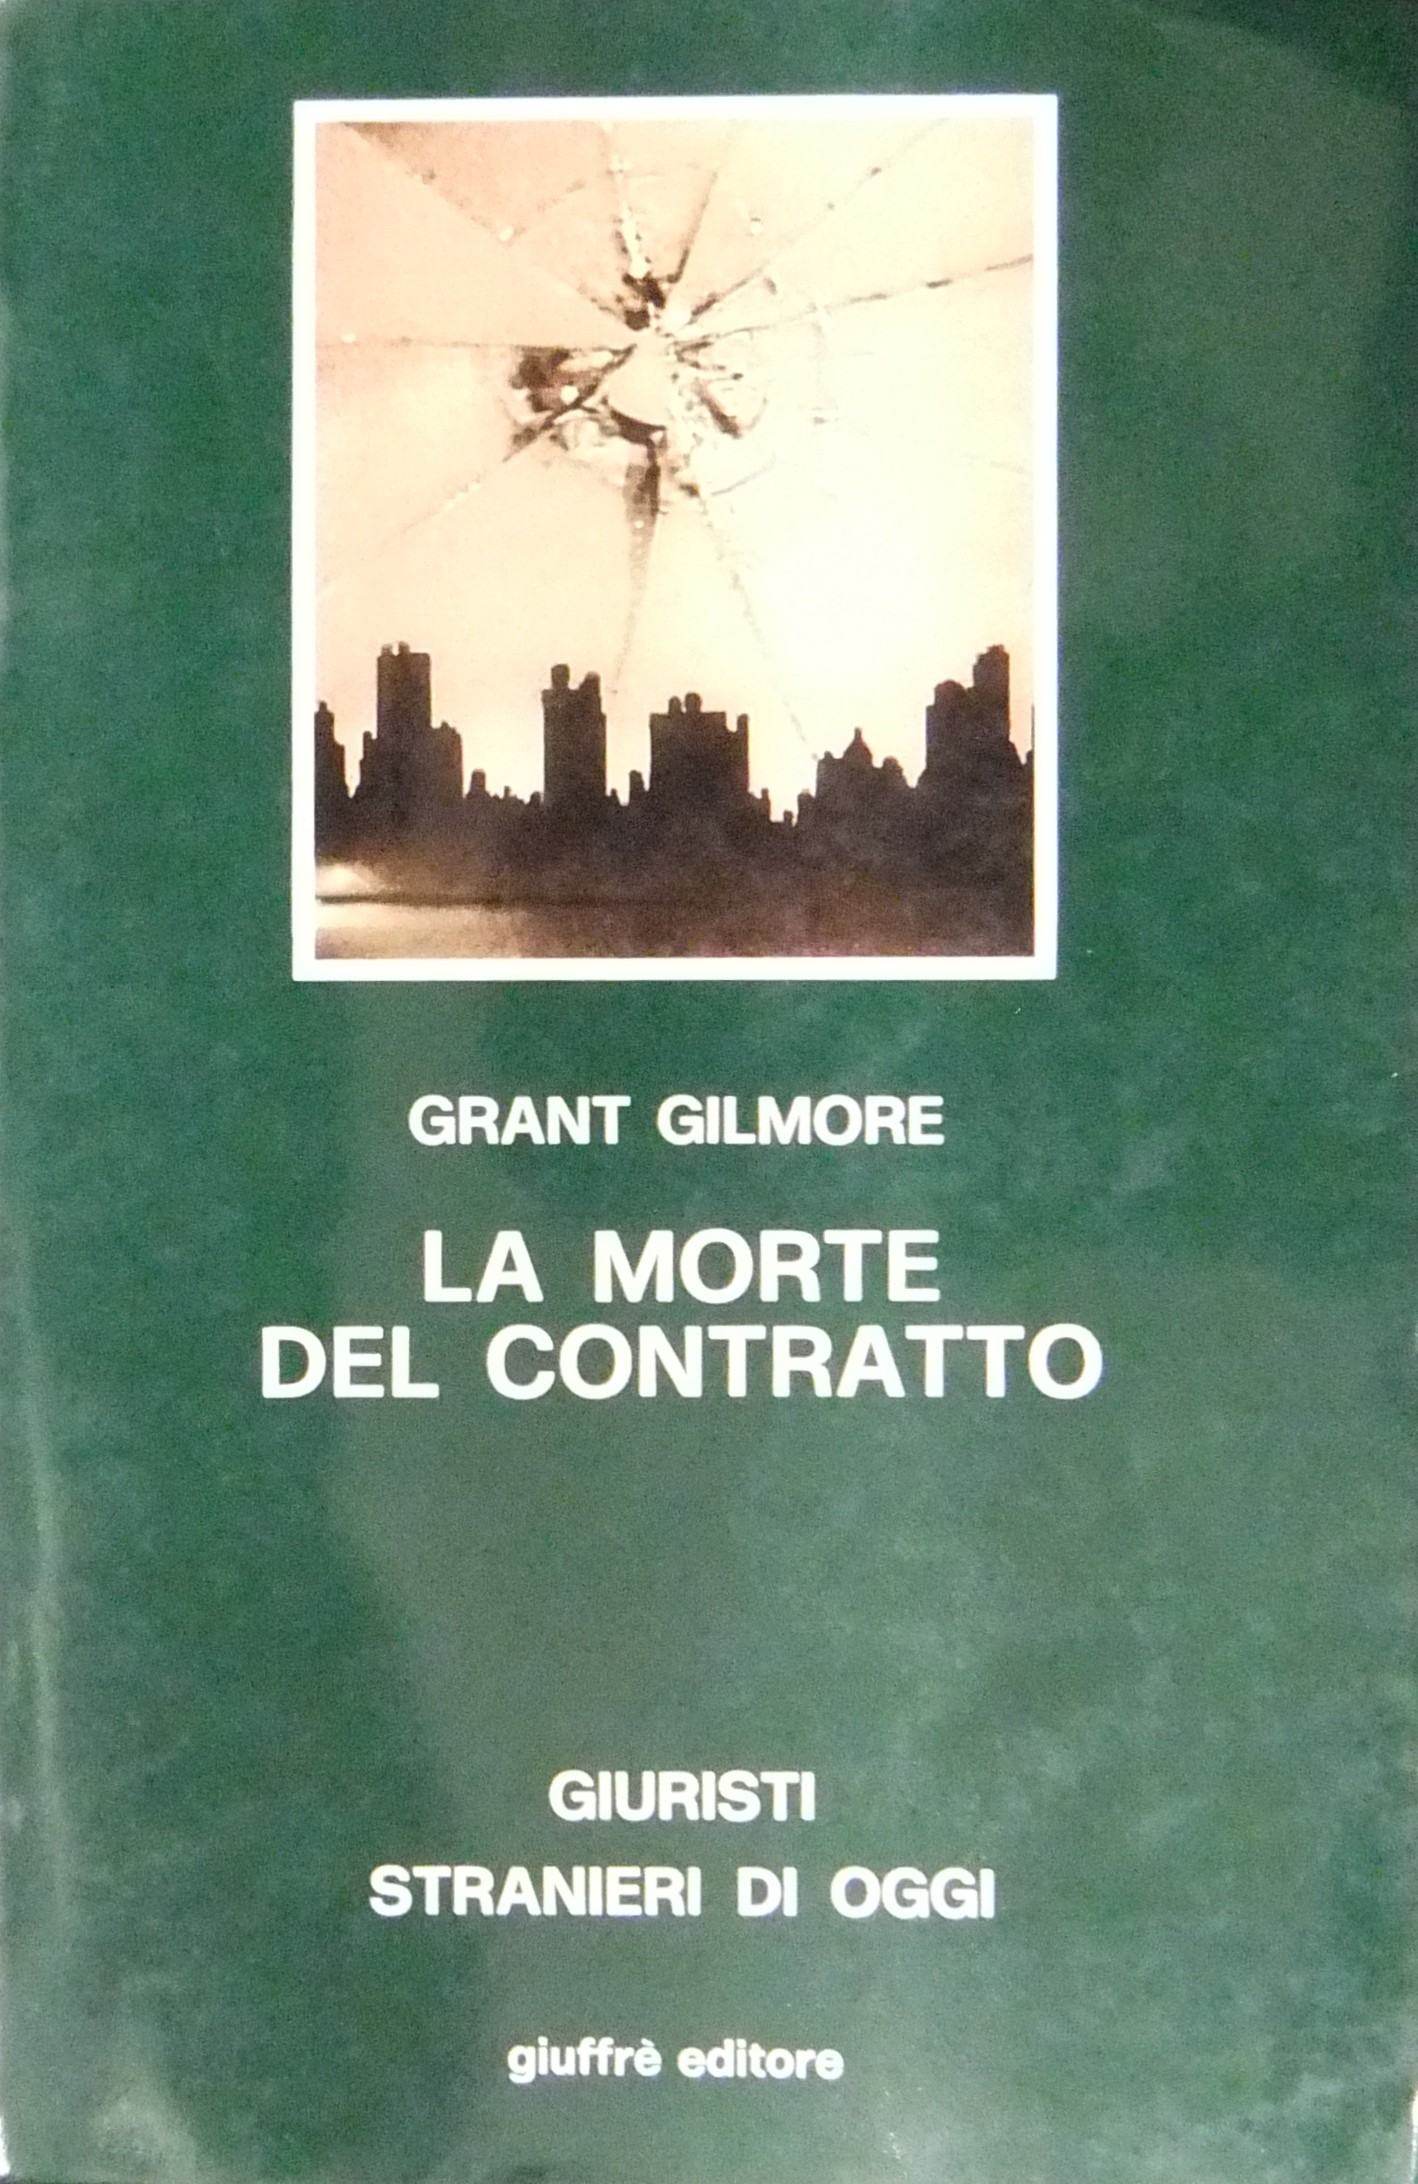 GRANT GILMORE
LA MORTE
DEL CONTRATTO
GIURISTI
STRANIERI DI OGGI
giuffrè editore